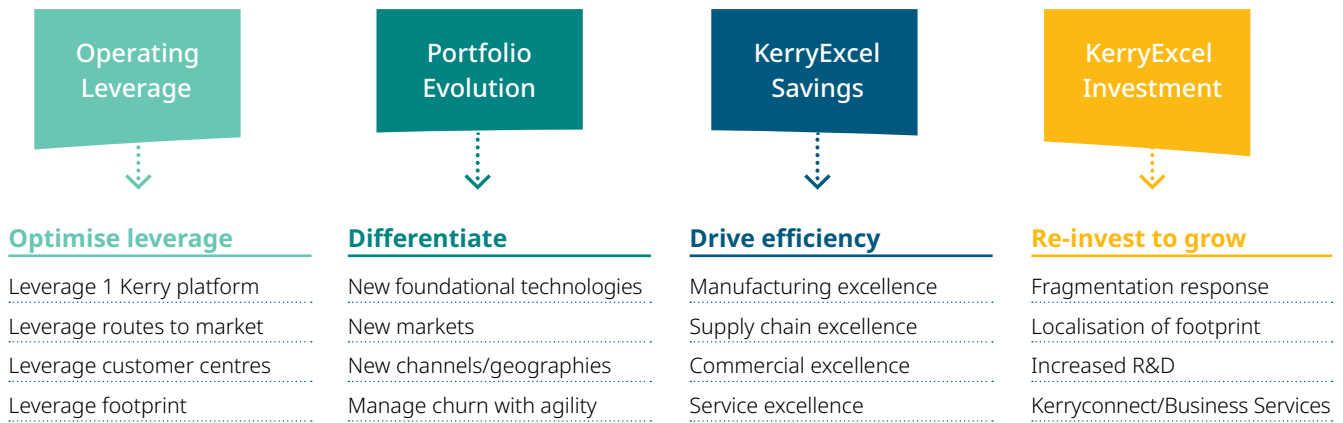 Operating
Leverage
Optimise leverage
Leverage 1 Kerry platform
Leverage routes to market
Leverage customer centres
Leverage footprint
Portfolio
Evolution
Differentiate
New foundational technologies
New markets
New channels/geographies
Manage churn with agility
KerryExcel
Savings
Drive efficiency
Manufacturing excellence
Supply chain excellence
Commercial excellence
Service excellence
KerryExcel
Investment
Re-invest to grow
Fragmentation response
Localisation of footprint
Increased R&D
Kerryconnect/Business Services